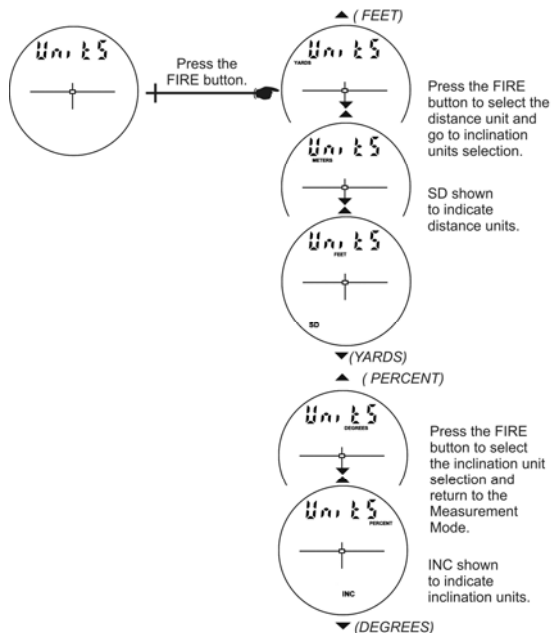 ▲ ( FEET)
Units
Press the
FIRE button.
Units
YARDS
Press the FIRE
button to select the
distance unit and
go to inclination
units selection.
Units
METERS
SD shown
to indicate
distance units.
Units
FEET
SD
▼(YARDS)
▲ ( PERCENT)
Units
DEGREES
Press the FIRE
button to select
the inclination unit
selection and
return to the
Measurement
Mode.
Units
PERCENT
INC shown
to indicate
inclination units.
INC
▼ (DEGREES)